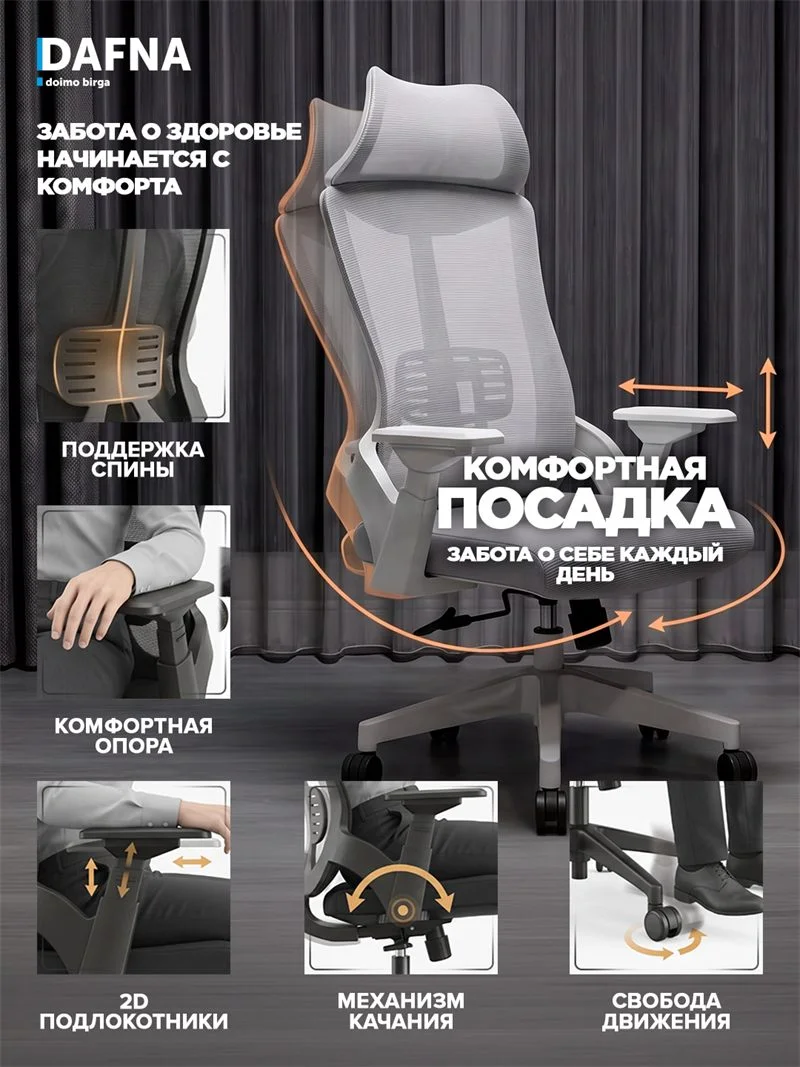 DAFNA
doimo birga
ЗАБОТА О ЗДОРОВЬЕ
НАЧИНАЕТСЯ С
КОМФОРТА
ПОДДЕРЖКА
СПИНЫ
КОМФОРТНАЯ
ПОСАДКА
ЗАБОТА О СЕБЕ КАЖДЫЙ
ДЕНЬ
КОМФОРТНАЯ
ОПОРА
2D
ПОДЛОКОТНИКИ
МЕХАНИЗМ
КАЧАНИЯ
СВОБОДА
ДВИЖЕНИЯ